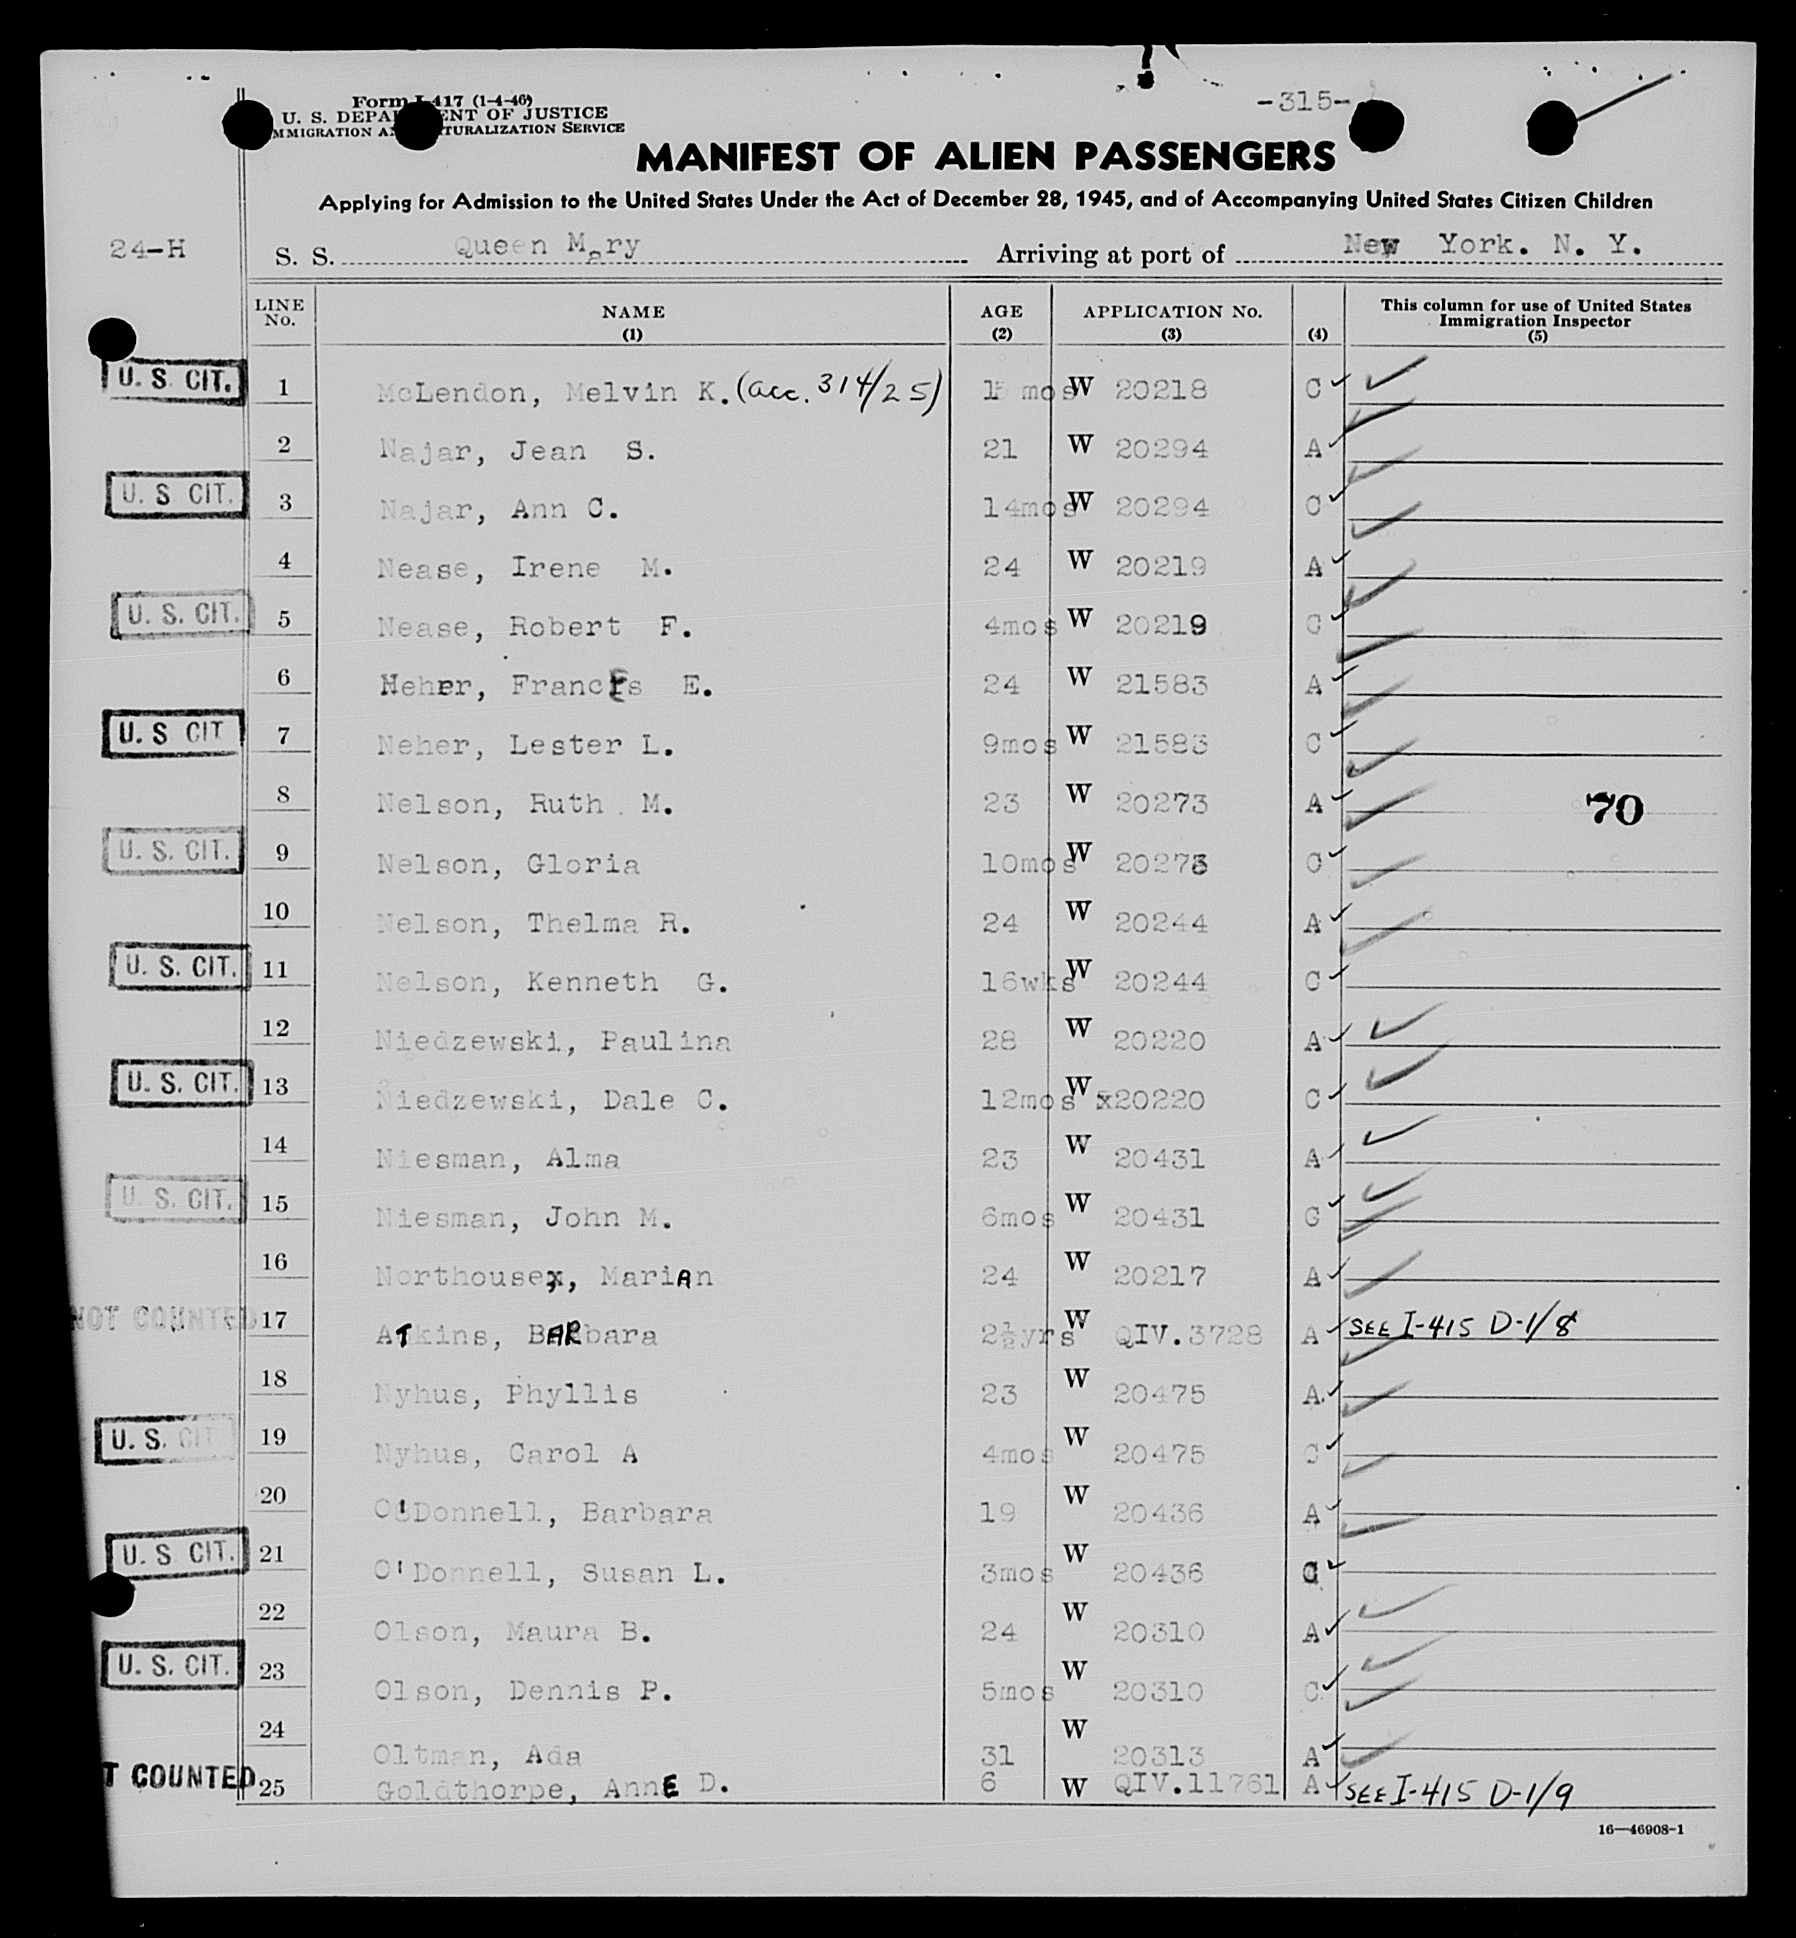 Form I-417 (1-4-46)
U. S. DEPARTMENT OF JUSTICE
IMMIGRATION AND NATURALIZATION SERVICE
-315-
MANIFEST OF ALIEN PASSENGERS
Applying for Admission to the United States Under the Act of December 28, 1945, and of Accompanying United States Citizen Children
24-H S. S. Queen Mary Arriving at port of New York. N. Y.
LINE No. NAME (1) AGE (2) APPLICATION No. (3) (4) This column for use of United States Immigration Inspector (5)
U. S. CIT. 1 McLendon, Melvin K. (acc. 314/25) 15 mos W 20218 C
2 Najar, Jean S. 21 W 20294 A
U. S CIT. 3 Najar, Ann C. 14mos W 20294 C
4 Nease, Irene M. 24 W 20219 A
U. S. CIT. 5 Nease, Robert F. 4mos W 20219 C
6 Neher, Frances E. 24 W 21583 A
U. S CIT 7 Neher, Lester L. 9mos W 21583 C
8 Nelson, Ruth M. 23 W 20273 A 70
U. S. CIT. 9 Nelson, Gloria 10mos W 20273 C
10 Nelson, Thelma R. 24 W 20244 A
U. S. CIT. 11 Nelson, Kenneth G. 16wks W 20244 C
12 Niedzewski, Paulina 28 W 20220 A
U. S. CIT. 13 Niedzewski, Dale C. 12mos W x20220 C
14 Niesman, Alma 23 W 20431 A
U. S. CIT. 15 Niesman, John M. 6mos W 20431 C
16 Northouse, Marian 24 W 20217 A
NOT COUNTED 17 Atkins, Barbara 2½yrs W QIV.3728 A SEE I-415 D-1/8
18 Nyhus, Phyllis 23 W 20475 A
U. S. CIT 19 Nyhus, Carol A 4mos W 20475 C
20 O'Donnell, Barbara 19 W 20436 A
U. S CIT. 21 O'Donnell, Susan L. 3mos W 20436 C
22 Olson, Maura B. 24 W 20310 A
U. S. CIT. 23 Olson, Dennis P. 5mos W 20310 C
24 Oltman, Ada 31 W 20313 A
T COUNTED 25 Goldthorpe, Anne D. 6 W QIV.11761 A SEE I-415 D-1/9
16—46908-1